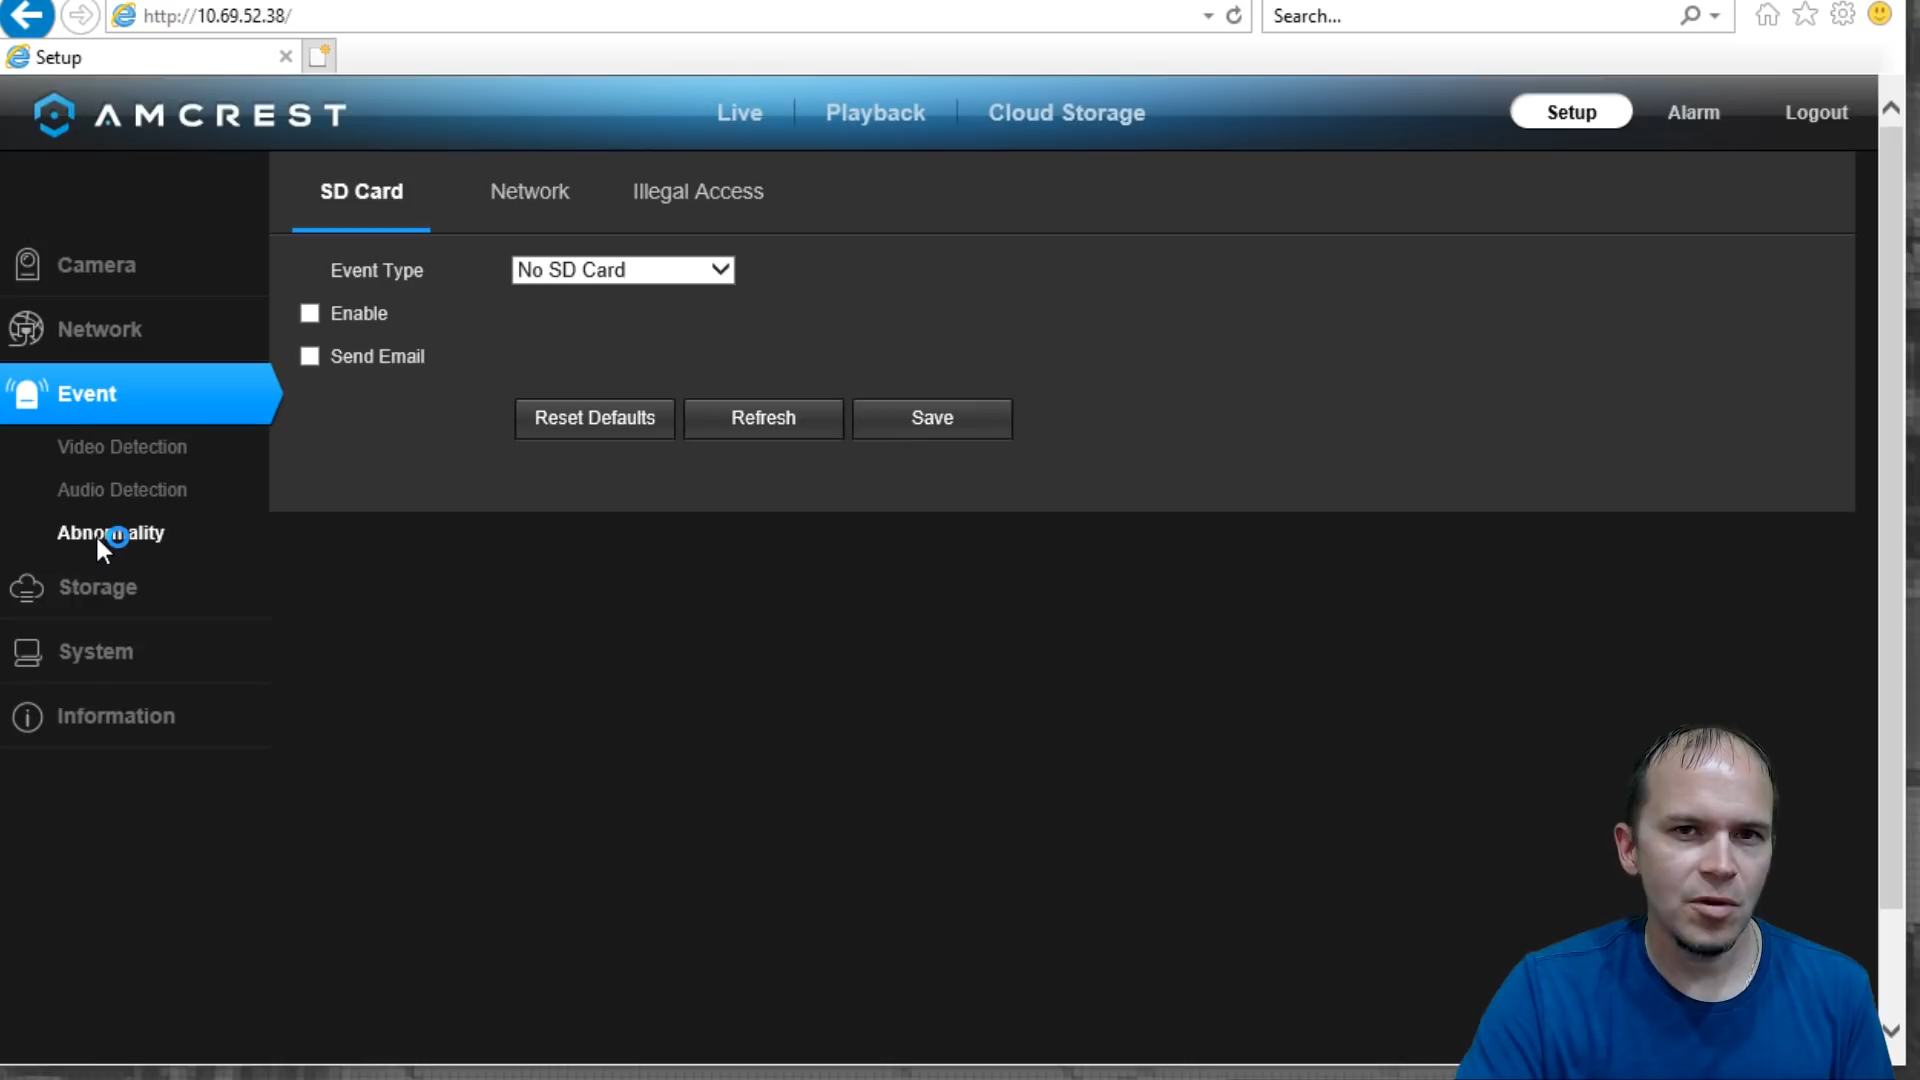 http://10.69.52.38/
Search...
Setup
AMCREST
Live
Playback
Cloud Storage
Setup
Alarm
Logout
SD Card
Network
Illegal Access
Camera
Network
Event
Video Detection
Audio Detection
Abnormality
Storage
System
Information
Event Type
No SD Card
Enable
Send Email
Reset Defaults
Refresh
Save